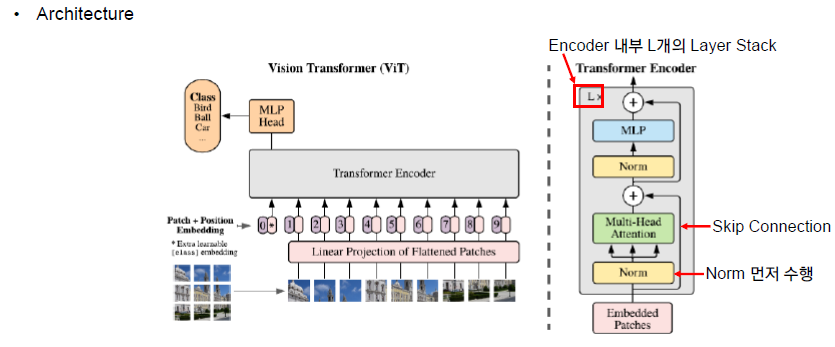 • Architecture
Encoder 내부 L개의 Layer Stack
Vision Transformer (ViT)
Transformer Encoder
Class
Bird
Ball
Car
...
MLP
Head
Transformer Encoder
Patch + Position
Embedding
* Extra learnable
[class] embedding
0 * 1 2 3 4 5 6 7 8 9
Linear Projection of Flattened Patches
L ×
+
MLP
Norm
+
Multi-Head
Attention
Skip Connection
Norm
Norm 먼저 수행
Embedded
Patches